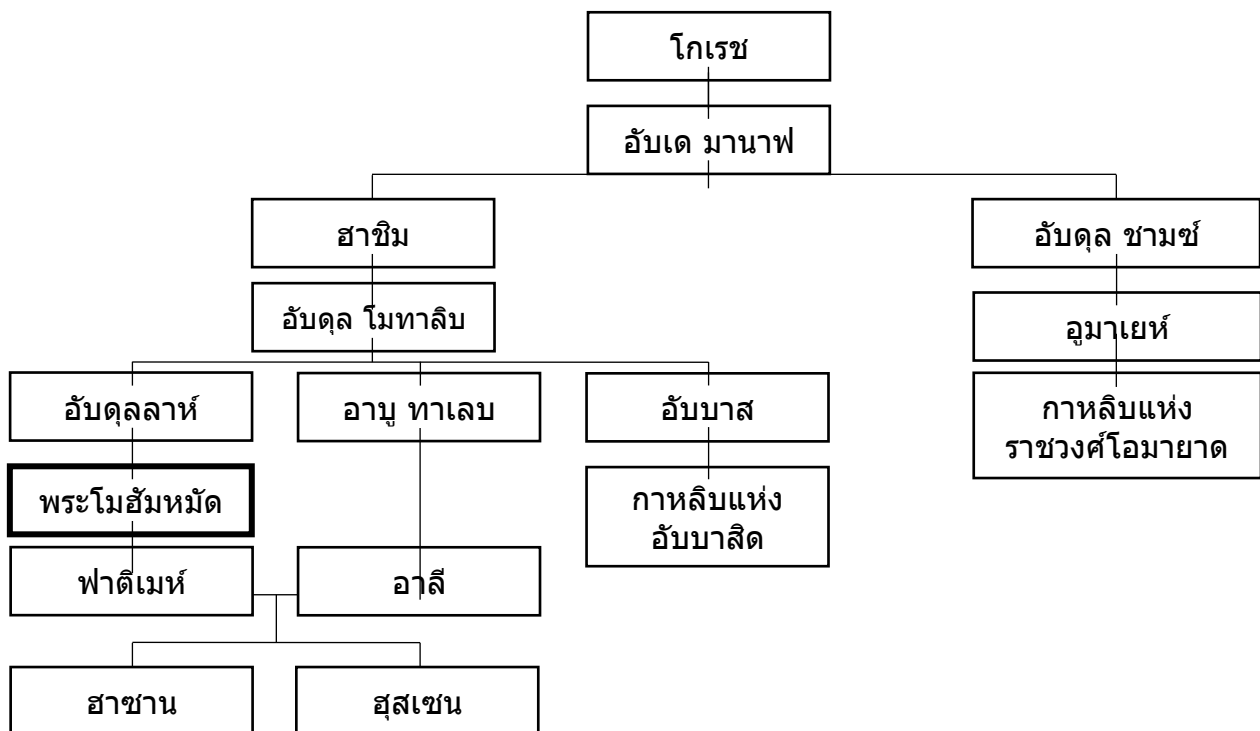 โกเรช
อับเด มานาฟ
ฮาชิม
อับดุล ชามซ์
อับดุล โมทาลิบ
อูมาเยห์
อับดุลลาห์
อาบู ทาเลบ
อับบาส
กาหลิบแห่ง
ราชวงศ์โอมายาด
พระโมฮัมหมัด
กาหลิบแห่ง
อับบาสิด
ฟาติเมห์
อาลี
ฮาซาน
ฮุสเซน